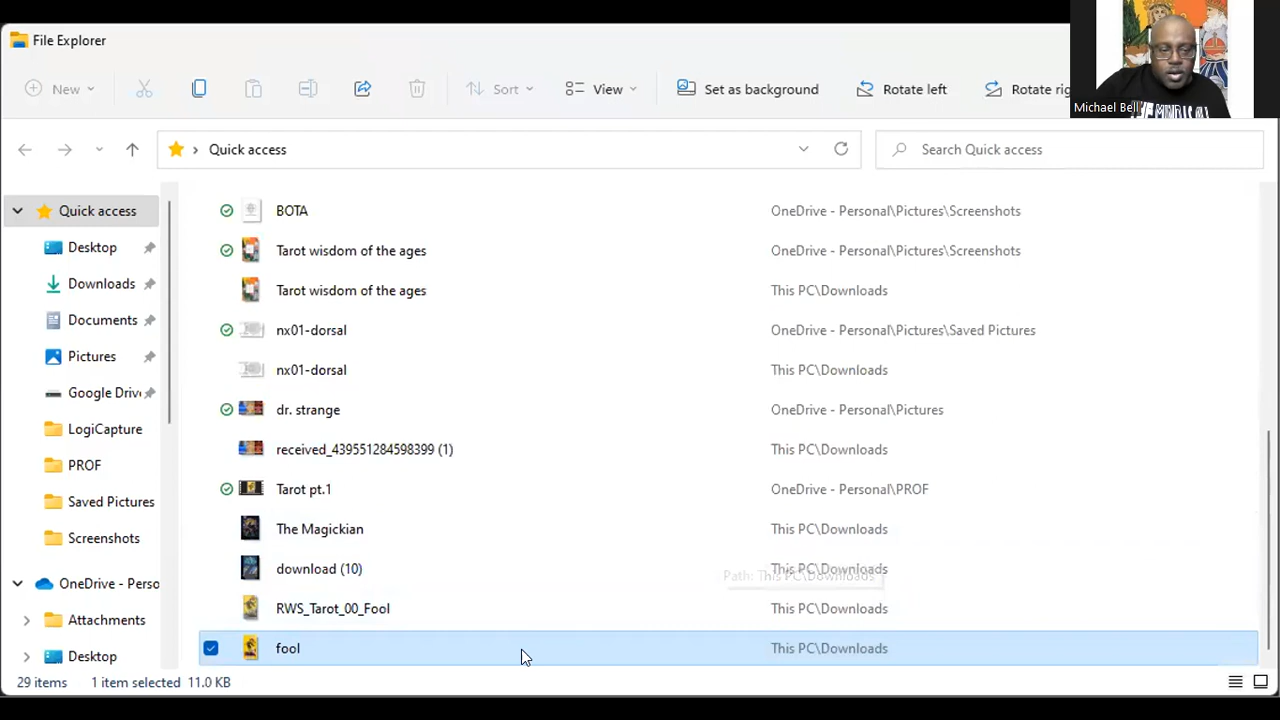 File Explorer
New
Sort
View
Set as background
Rotate left
Rotate rig
Michael Bell
Quick access
Search Quick access
Quick access
Desktop
Downloads
Documents
Pictures
Google Driv
LogiCapture
PROF
Saved Pictures
Screenshots
OneDrive - Perso
Attachments
Desktop
BOTA OneDrive - Personal\Pictures\Screenshots
Tarot wisdom of the ages OneDrive - Personal\Pictures\Screenshots
Tarot wisdom of the ages This PC\Downloads
nx01-dorsal OneDrive - Personal\Pictures\Saved Pictures
nx01-dorsal This PC\Downloads
dr. strange OneDrive - Personal\Pictures
received_439551284598399 (1) This PC\Downloads
Tarot pt.1 OneDrive - Personal\PROF
The Magickian This PC\Downloads
download (10) This PC\Downloads
Path: This PC\Downloads
RWS_Tarot_00_Fool This PC\Downloads
fool This PC\Downloads
29 items 1 item selected 11.0 KB